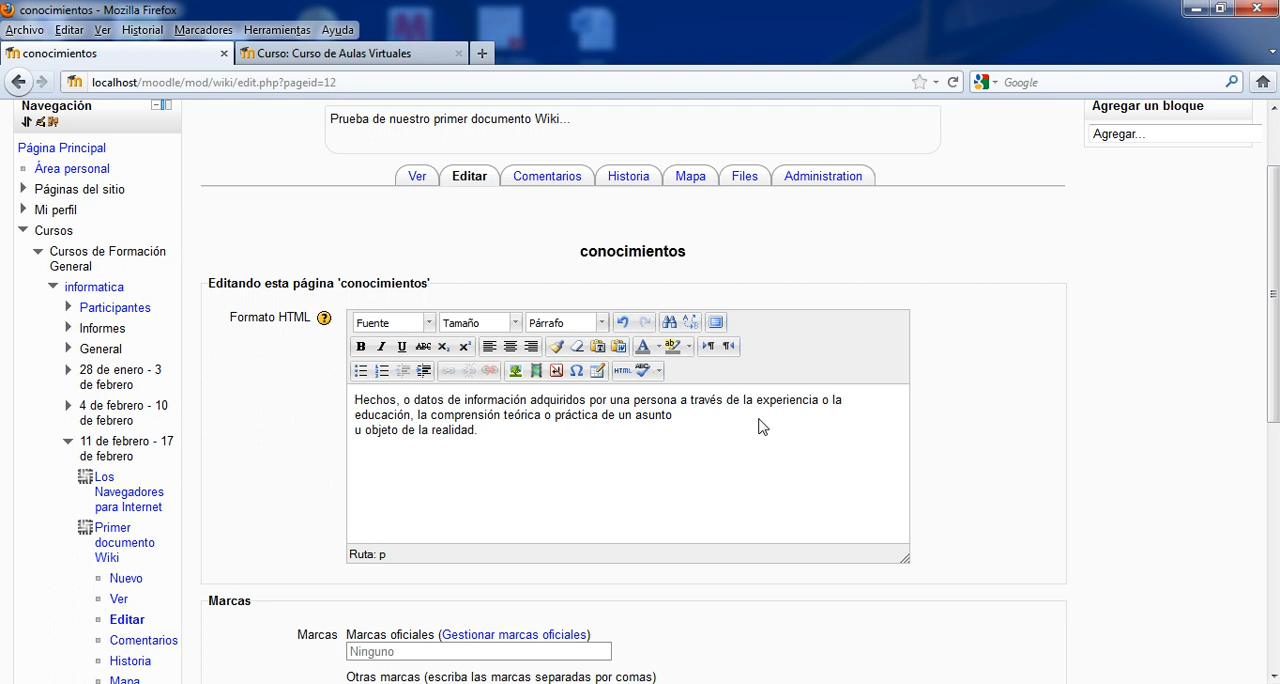 conocimientos - Mozilla Firefox
Archivo Editar Ver Historial Marcadores Herramientas Ayuda
conocimientos Curso: Curso de Aulas Virtuales
localhost/moodle/mod/wiki/edit.php?pageid=12 Google
Navegación
Página Principal
Área personal
Páginas del sitio
Mi perfil
Cursos
Cursos de Formación
General
informatica
Participantes
Informes
General
28 de enero - 3
de febrero
4 de febrero - 10
de febrero
11 de febrero - 17
de febrero
Los
Navegadores
para Internet
Primer
documento
Wiki
Nuevo
Ver
Editar
Comentarios
Historia
Mapa
Prueba de nuestro primer documento Wiki...
Ver Editar Comentarios Historia Mapa Files Administration
conocimientos
Editando esta página 'conocimientos'
Formato HTML
Fuente Tamaño Párrafo
B I U ABC X₂ X² A ab
Ω HTML ABC
Hechos, o datos de información adquiridos por una persona a través de la experiencia o la
educación, la comprensión teórica o práctica de un asunto
u objeto de la realidad.
Ruta: p
Marcas
Marcas Marcas oficiales (Gestionar marcas oficiales)
Ninguno
Otras marcas (escriba las marcas separadas por comas)
Agregar un bloque
Agregar...